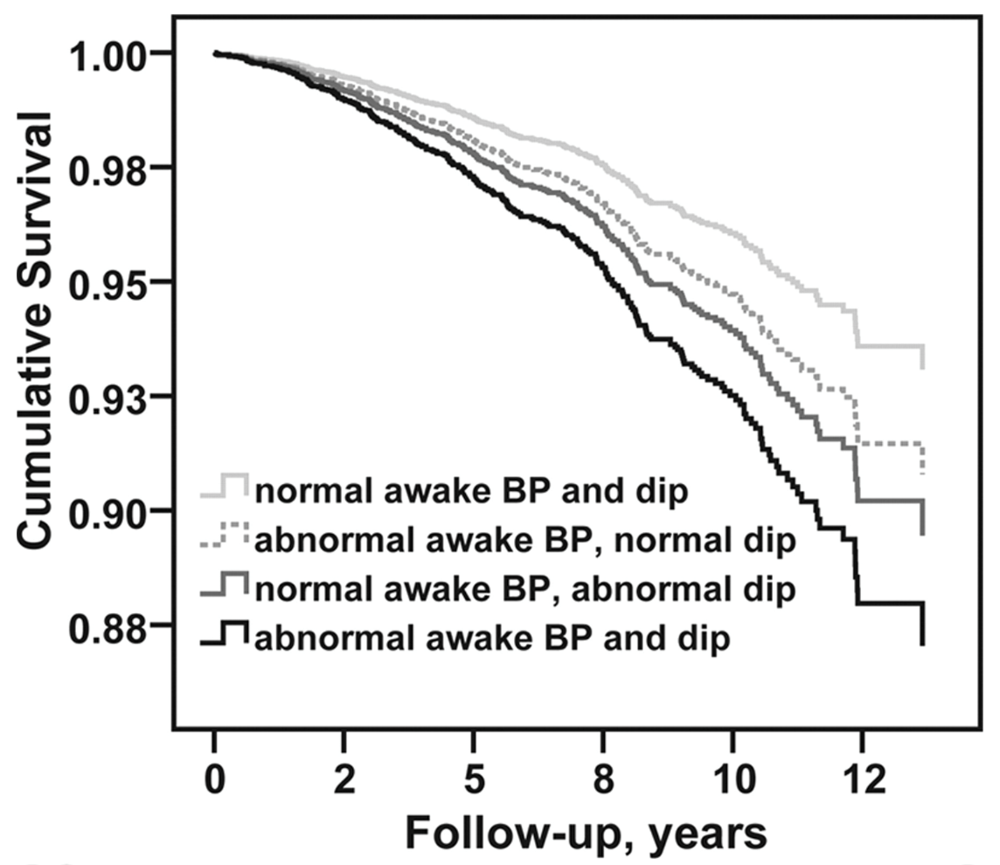 Cumulative Survival
1.00
0.98
0.95
0.93
0.90
0.88
normal awake BP and dip
abnormal awake BP, normal dip
normal awake BP, abnormal dip
abnormal awake BP and dip
0 2 5 8 10 12
Follow-up, years